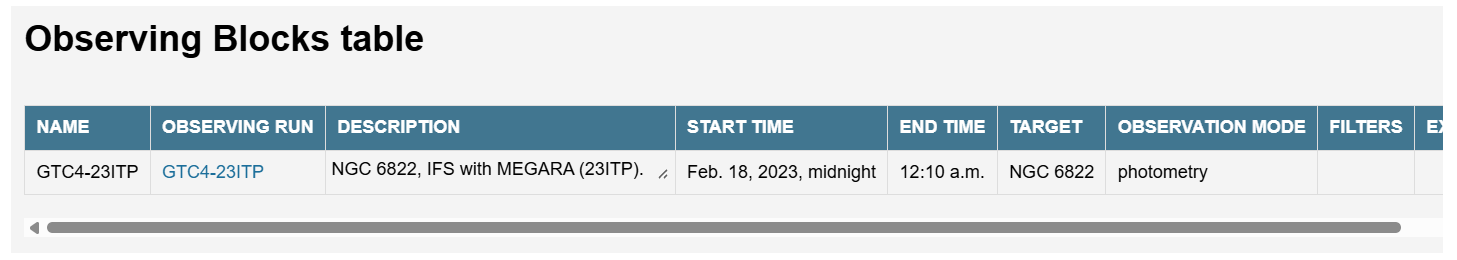 Observing Blocks table
NAME OBSERVING RUN DESCRIPTION START TIME END TIME TARGET OBSERVATION MODE FILTERS
GTC4-23ITP GTC4-23ITP NGC 6822, IFS with MEGARA (23ITP). Feb. 18, 2023, midnight 12:10 a.m. NGC 6822 photometry